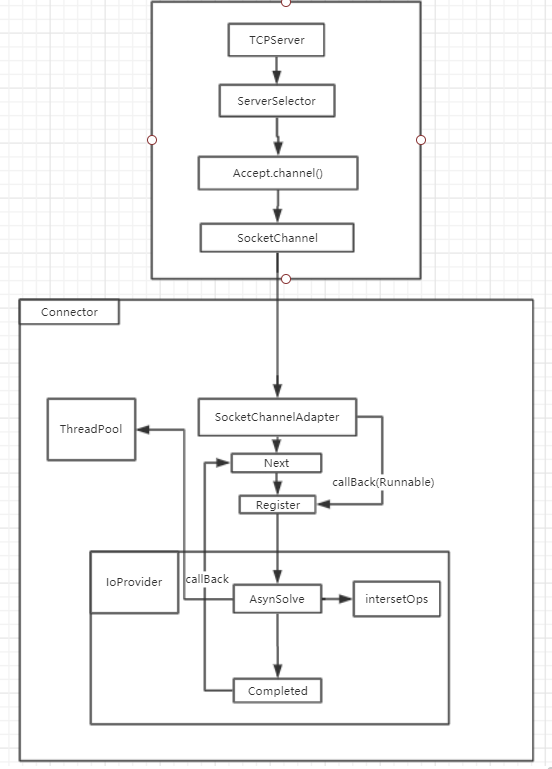 TCPServer
ServerSelector
Accept.channel()
SocketChannel
Connector
SocketChannelAdapter
ThreadPool
Next
callBack(Runnable)
Register
IoProvider
callBack
AsynSolve
intersetOps
Completed